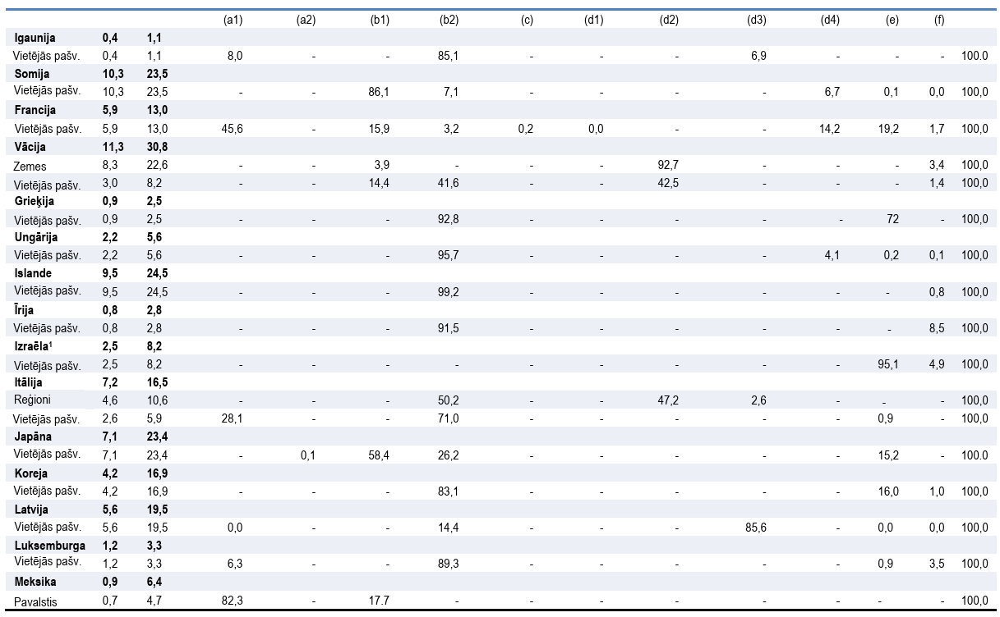 (a1) (a2) (b1) (b2) (c) (d1) (d2) (d3) (d4) (e) (f)
Igaunija 0,4 1,1
Vietējās pašv. 0,4 1,1 8,0 - - 85,1 - - - 6,9 - - - 100.0
Somija 10,3 23,5
Vietējās pašv. 10,3 23,5 - - 86,1 7,1 - - - - 6,7 0,1 0,0 100,0
Francija 5,9 13,0
Vietējās pašv. 5,9 13,0 45,6 - 15,9 3,2 0,2 0,0 - - 14,2 19,2 1,7 100,0
Vācija 11,3 30,8
Zemes 8,3 22,6 - - 3,9 - - - 92,7 - - - 3,4 100,0
Vietējās pašv. 3,0 8,2 - - 14,4 41,6 - - 42,5 - - - 1,4 100,0
Grieķija 0,9 2,5
Vietējās pašv. 0,9 2,5 - - - 92,8 - - - - - 72 - 100,0
Ungārija 2,2 5,6
Vietējās pašv. 2,2 5,6 - - - 95,7 - - - - 4,1 0,2 0,1 100,0
Islande 9,5 24,5
Vietējās pašv. 9,5 24,5 - - - 99,2 - - - - - - 0,8 100,0
Īrija 0,8 2,8
Vietējās pašv. 0,8 2,8 - - - 91,5 - - - - - - 8,5 100,0
Izraēla¹ 2,5 8,2
Vietējās pašv. 2,5 8,2 - - - - - - - - - 95,1 4,9 100,0
Itālija 7,2 16,5
Reģioni 4,6 10,6 - - - 50,2 - - 47,2 2,6 - - - 100,0
Vietējās pašv. 2,6 5,9 28,1 - - 71,0 - - - - - 0,9 - 100,0
Japāna 7,1 23,4
Vietējās pašv. 7,1 23,4 - 0,1 58,4 26,2 - - - - - 15,2 - 100.0
Koreja 4,2 16,9
Vietējās pašv. 4,2 16,9 - - - 83,1 - - - - - 16,0 1,0 100,0
Latvija 5,6 19,5
Vietējās pašv. 5,6 19,5 0,0 - - 14,4 - - - 85,6 - 0,0 0,0 100,0
Luksemburga 1,2 3,3
Vietējās pašv. 1,2 3,3 6,3 - - 89,3 - - - - - 0,9 3,5 100,0
Meksika 0,9 6,4
Pavalstis 0,7 4,7 82,3 - 17.7 - - - - - - - - 100,0